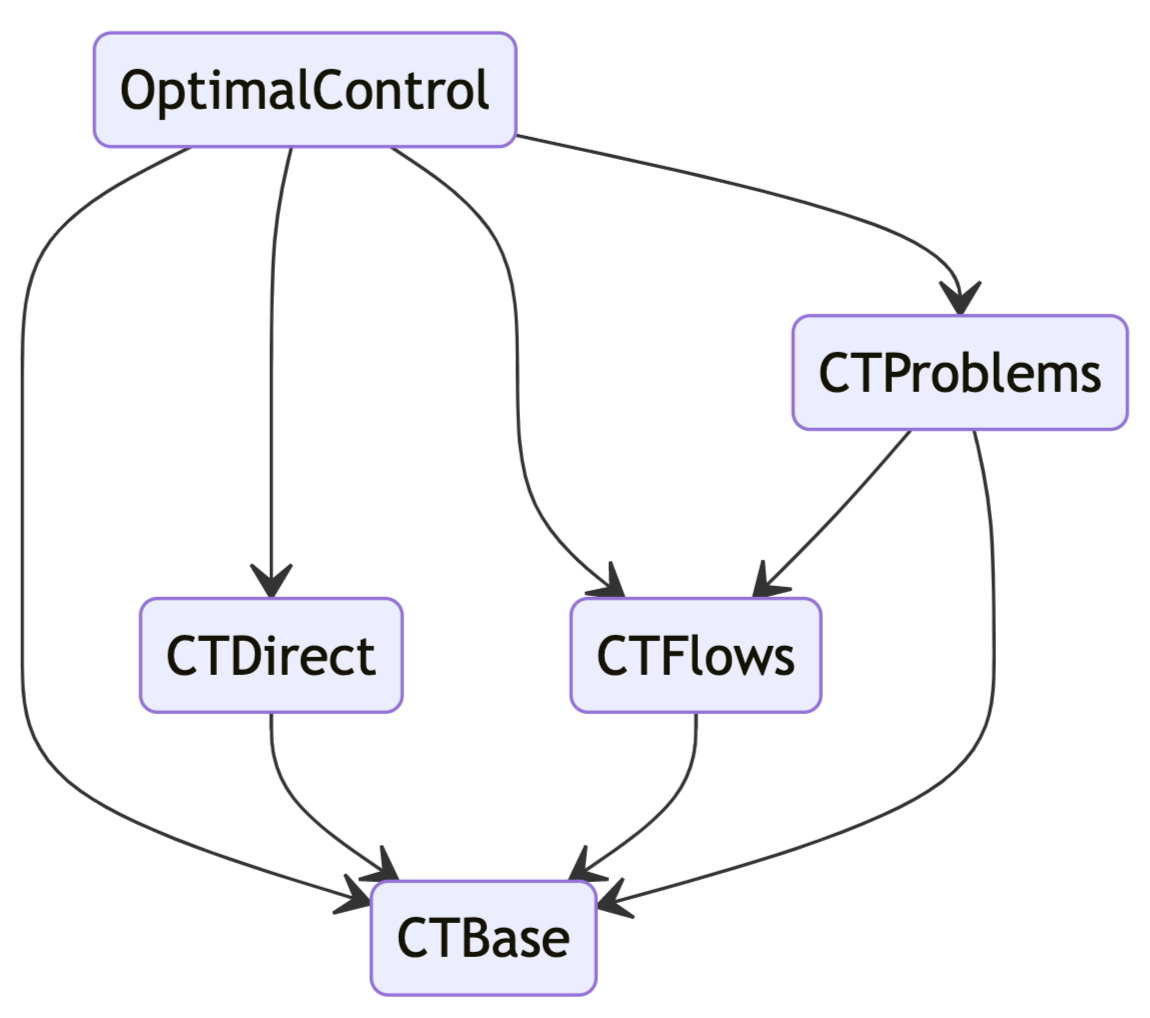 OptimalControl
CTProblems
CTDirect
CTFlows
CTBase